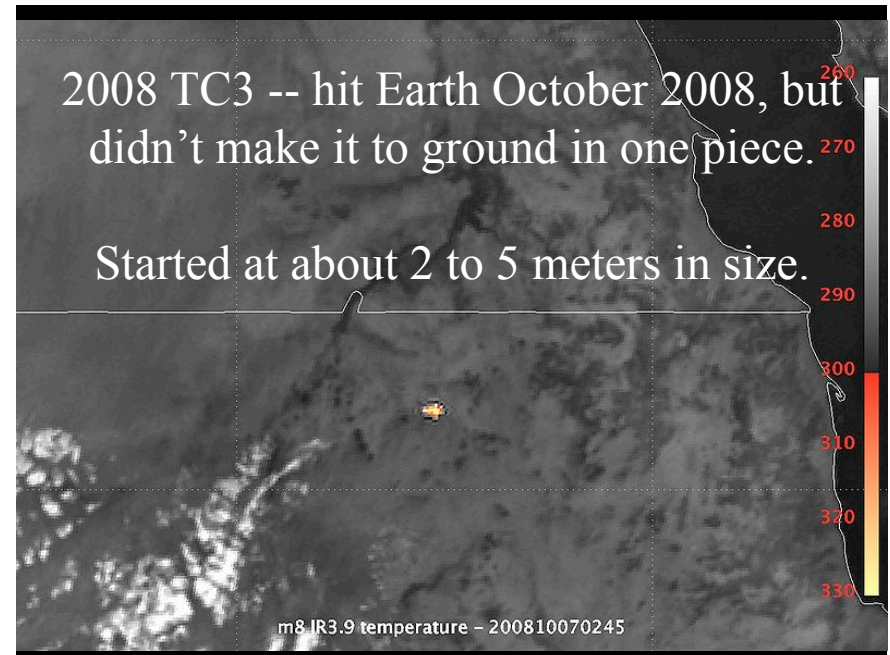 2008 TC3 -- hit Earth October 2008, but
didn’t make it to ground in one piece.
Started at about 2 to 5 meters in size.
260
270
280
290
300
310
320
330
m8 IR3.9 temperature – 200810070245